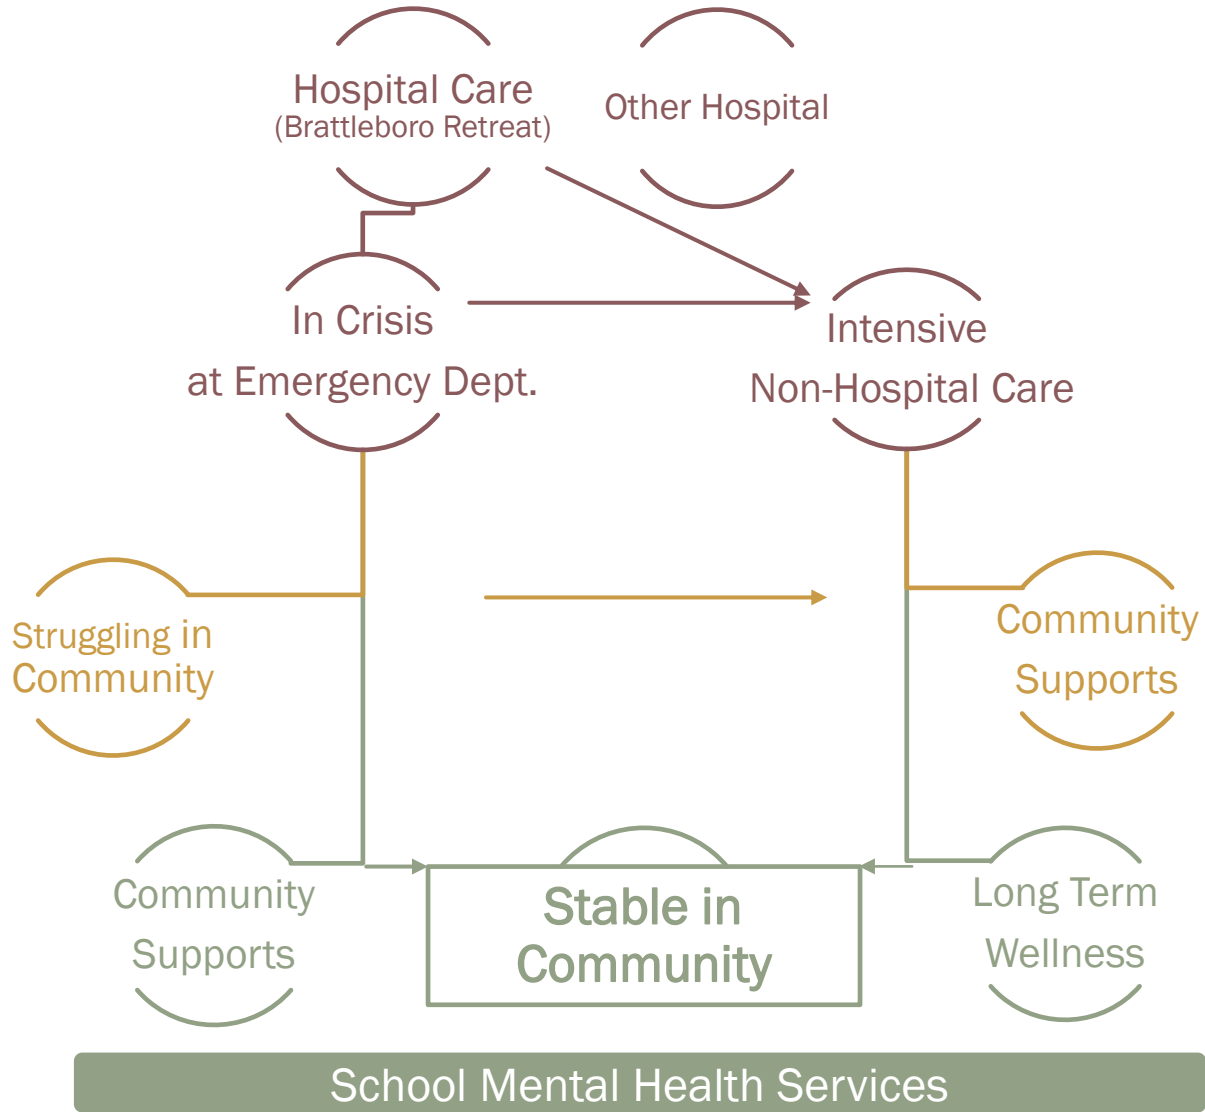 Hospital Care
(Brattleboro Retreat)
Other Hospital
In Crisis
at Emergency Dept.
Intensive
Non-Hospital Care
Struggling in
Community
Community
Supports
Community
Supports
Stable in
Community
Long Term
Wellness
School Mental Health Services